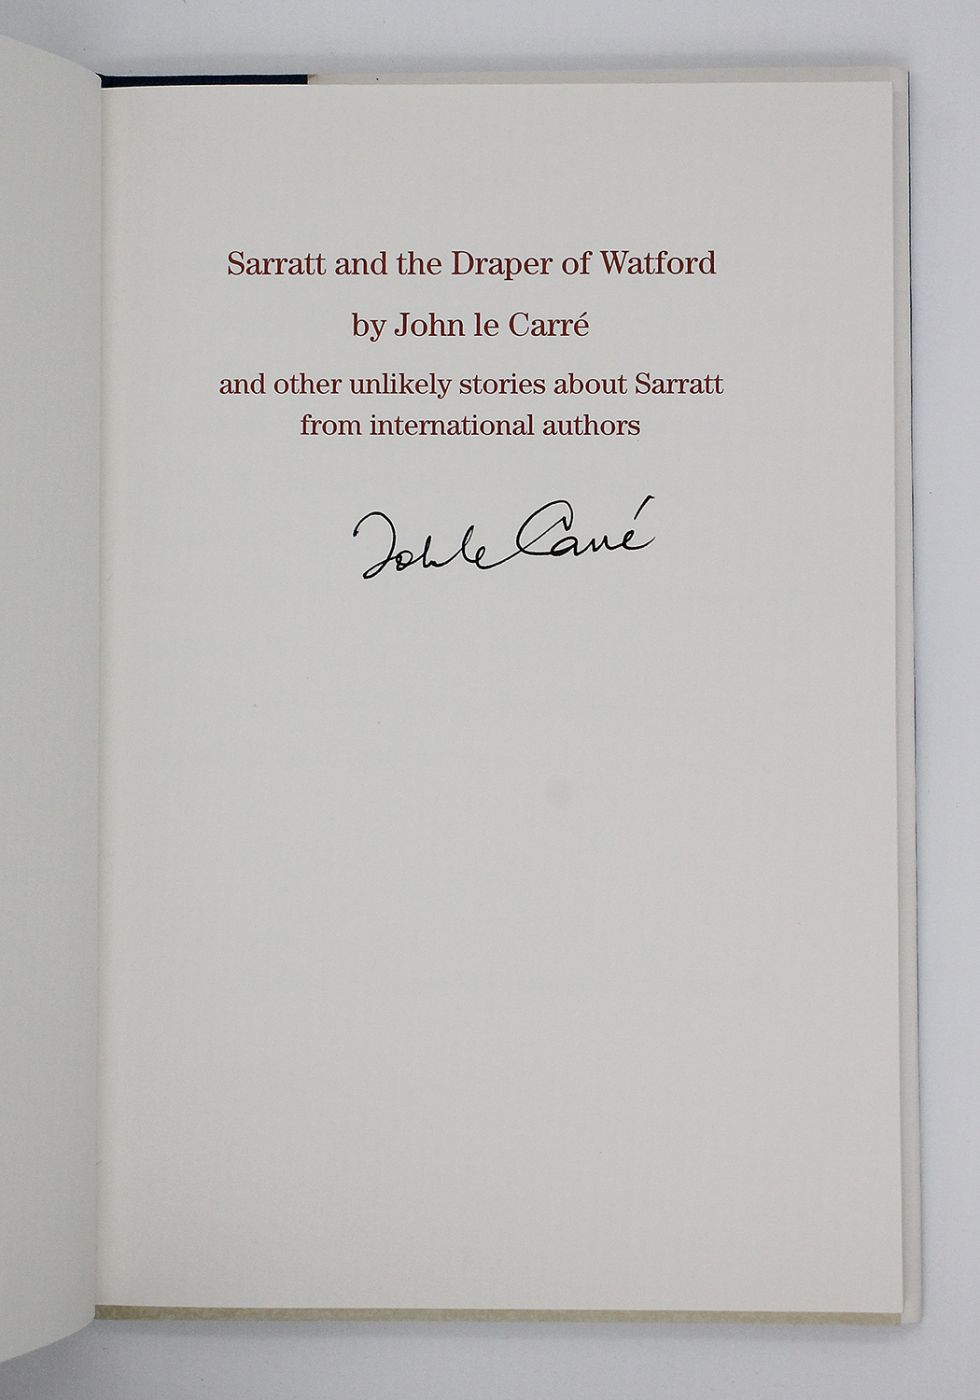 Sarratt and the Draper of Watford
by John le Carré
and other unlikely stories about Sarratt
from international authors
John le Carré